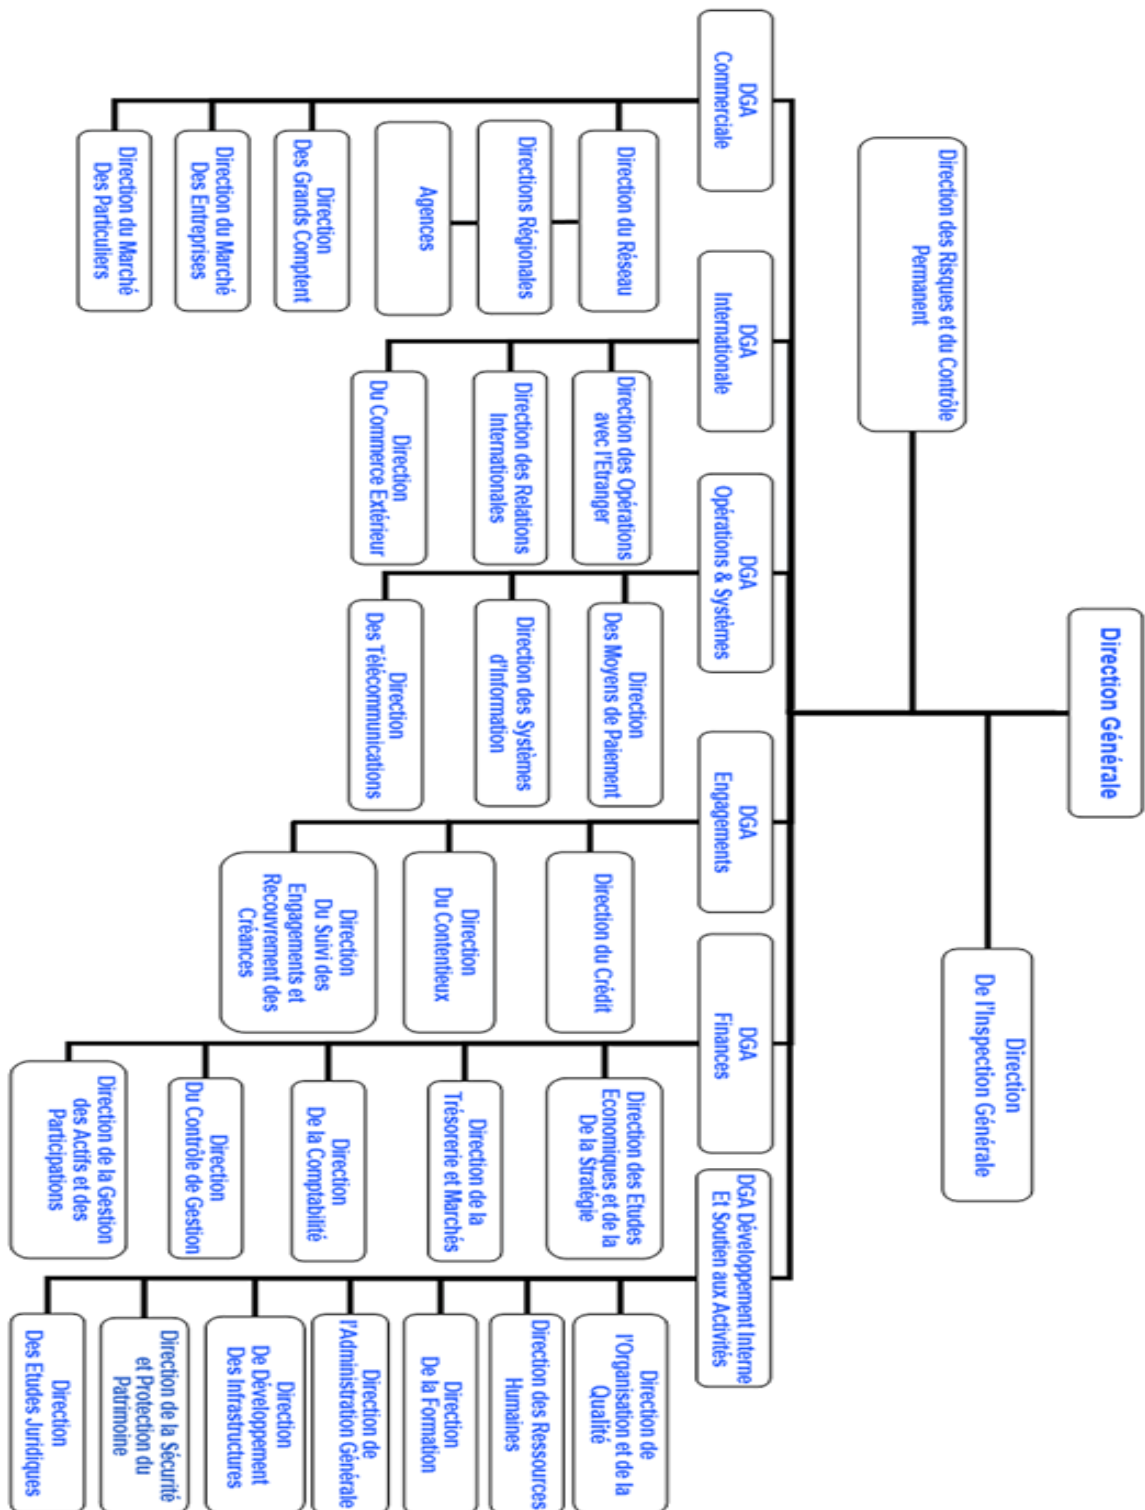 Direction Générale
Direction
De l'Inspection Générale
Direction des Risques et du Contrôle
Permanent
DGA
Commerciale
Direction du Réseau
Directions Régionales
Agences
Direction
Des Grands Comptent
Direction du Marché
Des Entreprises
Direction du Marché
Des Particuliers
DGA
Internationale
Direction des Opérations
avec l'Etranger
Direction des Relations
Internationales
Direction
Du Commerce Extérieur
DGA
Opérations & Systèmes
Direction
Des Moyens de Paiement
Direction des Systèmes
d'Information
Direction
Des Télécommunications
DGA
Engagements
Direction du Crédit
Direction
Du Contentieux
Direction
Du Suivi des
Engagements et
Recouvrement des
Créances
DGA
Finances
Direction des Etudes
Economiques et de la
De la Stratégie
Direction de la
Trésorerie et Marchés
Direction
De la Comptabilité
Direction
Du Contrôle de Gestion
Direction de la Gestion
des Actifs et des
Participations
DGA Développement Interne
Et Soutien aux Activités
Direction de
l'Organisation et de la
Qualité
Direction des Ressources
Humaines
Direction
De la Formation
Direction de
l'Administration Générale
Direction
De Développement
Des Infrastructures
Direction de la Sécurité
et Protection du
Patrimoine
Direction
Des Etudes Juridiques